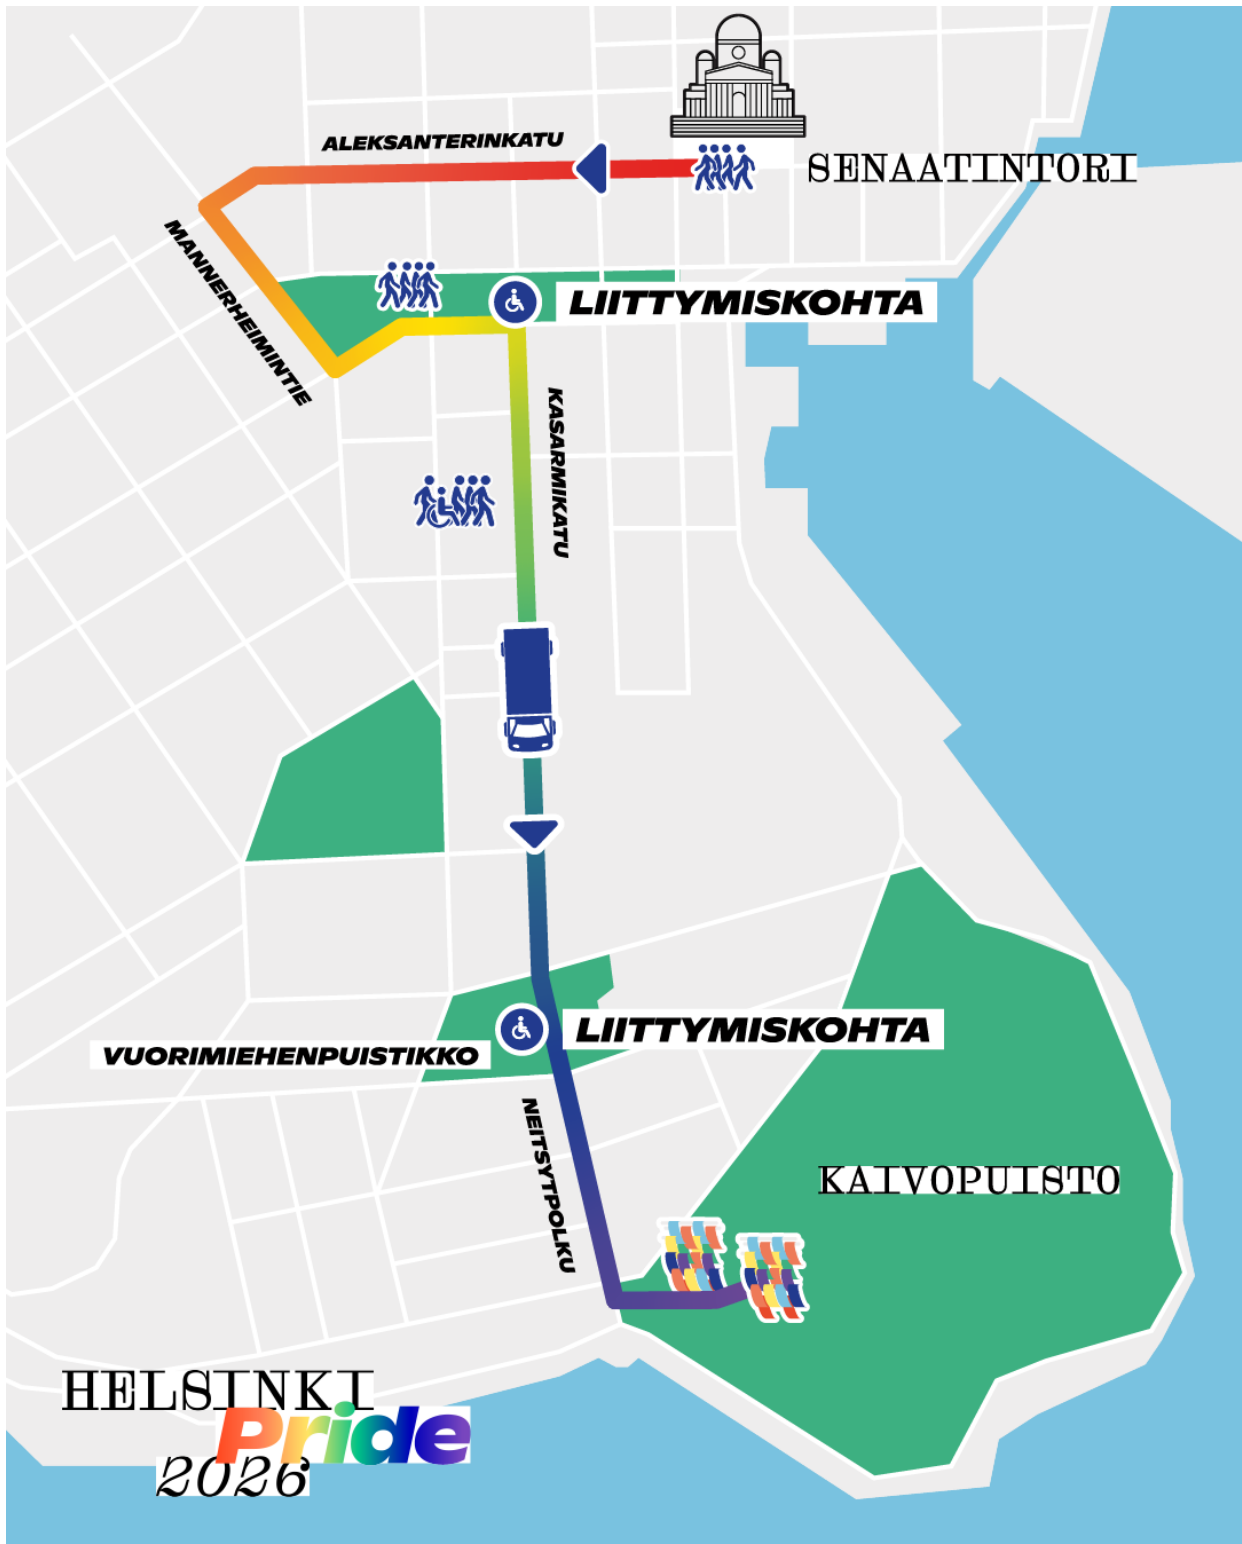 ALEKSANTERINKATU
SENAATINTORI
MANNERHEIMINTIE
LIITTYMISKOHTA
KASARMIKATU
LIITTYMISKOHTA
VUORIMIEHENPUISTIKKO
NEITSYTPOLKU
KAIVOPUISTO
HELSINKI
Pride
2026